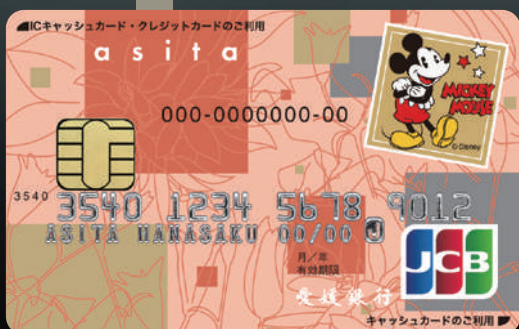 ◢ICキャッシュカード・クレジットカードのご利用
asita
MICKEY
MOUSE
©Disney
000-0000000-00
3540
3540 1234 5678 9012
ASITA HANASAKU 00/00 J
月/年
有効期限
JCB
愛媛銀行
キャッシュカードのご利用